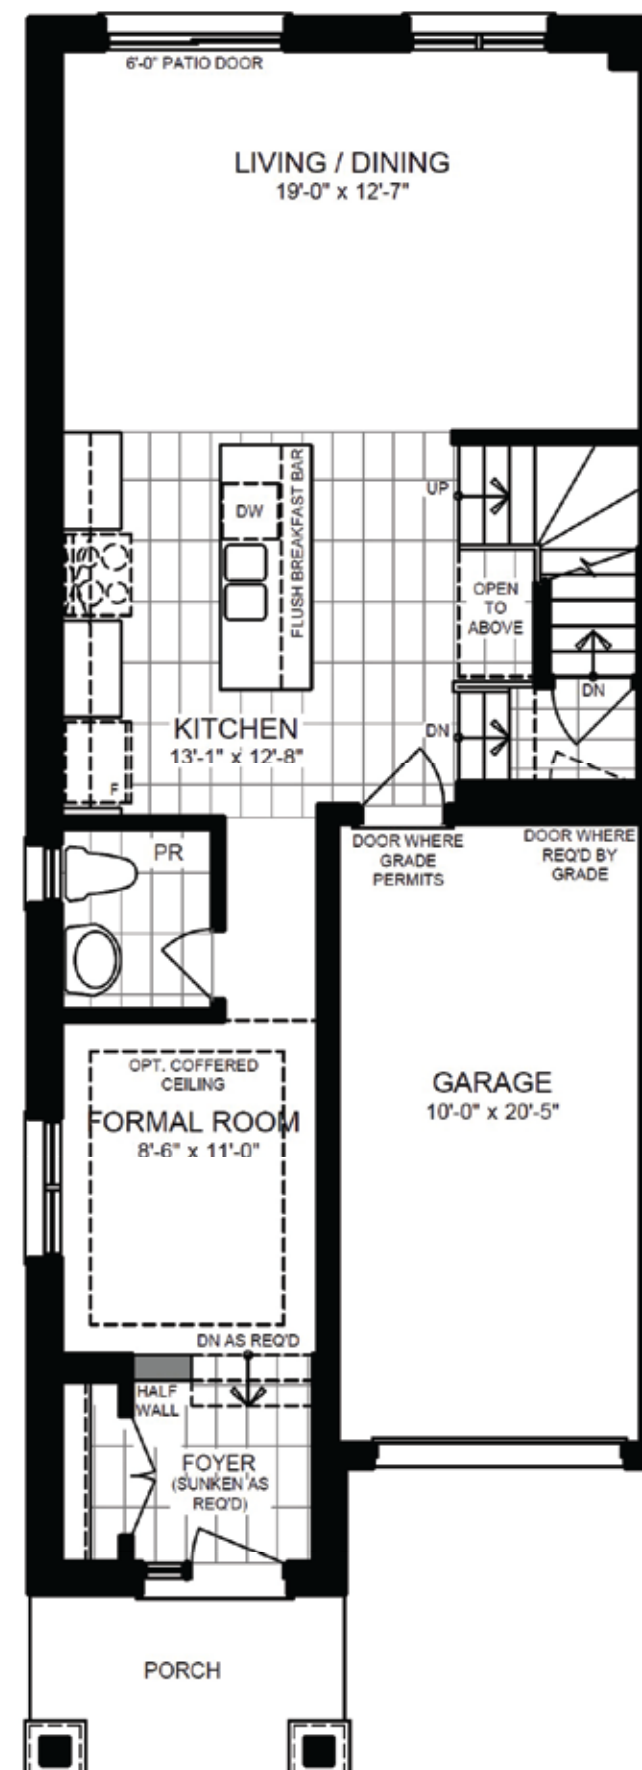 6'-0" PATIO DOOR
LIVING / DINING
19'-0" x 12'-7"
DW
FLUSH BREAKFAST BAR
UP
OPEN
TO
ABOVE
DN
KITCHEN
13'-1" x 12'-8"
DN
F
PR
DOOR WHERE
GRADE
PERMITS
DOOR WHERE
REQ'D BY
GRADE
OPT. COFFERED
CEILING
FORMAL ROOM
8'-6" x 11'-0"
GARAGE
10'-0" x 20'-5"
DN AS REQ'D
HALF
WALL
FOYER
(SUNKEN AS
REQ'D)
PORCH